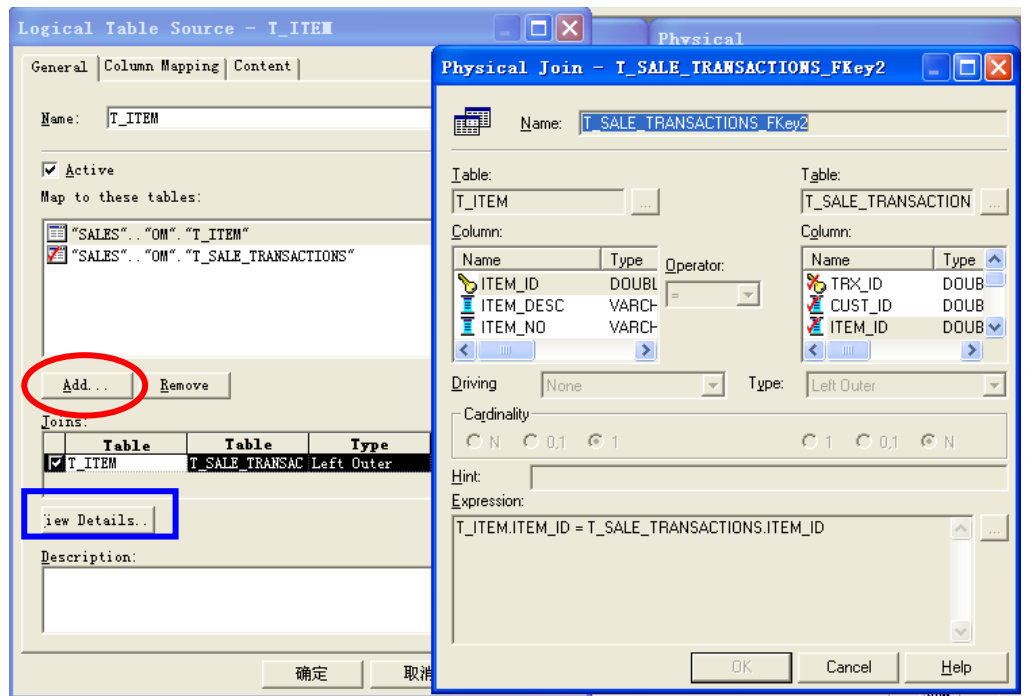 Logical Table Source - T_ITEM
General
Column Mapping
Content
Name:
T_ITEM
Active
Map to these tables:
"SALES".."OM"."T_ITEM"
"SALES".."OM"."T_SALE_TRANSACTIONS"
Add...
Remove
Joins:
Table
Table
Type
T_ITEM
T_SALE_TRANSAC
Left Outer
iew Details..
Description:
确定
取消
Physical
Physical Join - T_SALE_TRANSACTIONS_FKey2
Name:
T_SALE_TRANSACTIONS_FKey2
Table:
T_ITEM
...
Table:
T_SALE_TRANSACTION
...
Column:
Name
Type
ITEM_ID
DOUBL
ITEM_DESC
VARCH
ITEM_NO
VARCH
Operator:
=
Column:
Name
Type
TRX_ID
DOUB
CUST_ID
DOUB
ITEM_ID
DOUB
Driving
None
Type:
Left Outer
Cardinality
N
0,1
1
1
0,1
N
Hint:
Expression:
T_ITEM.ITEM_ID = T_SALE_TRANSACTIONS.ITEM_ID
...
OK
Cancel
Help